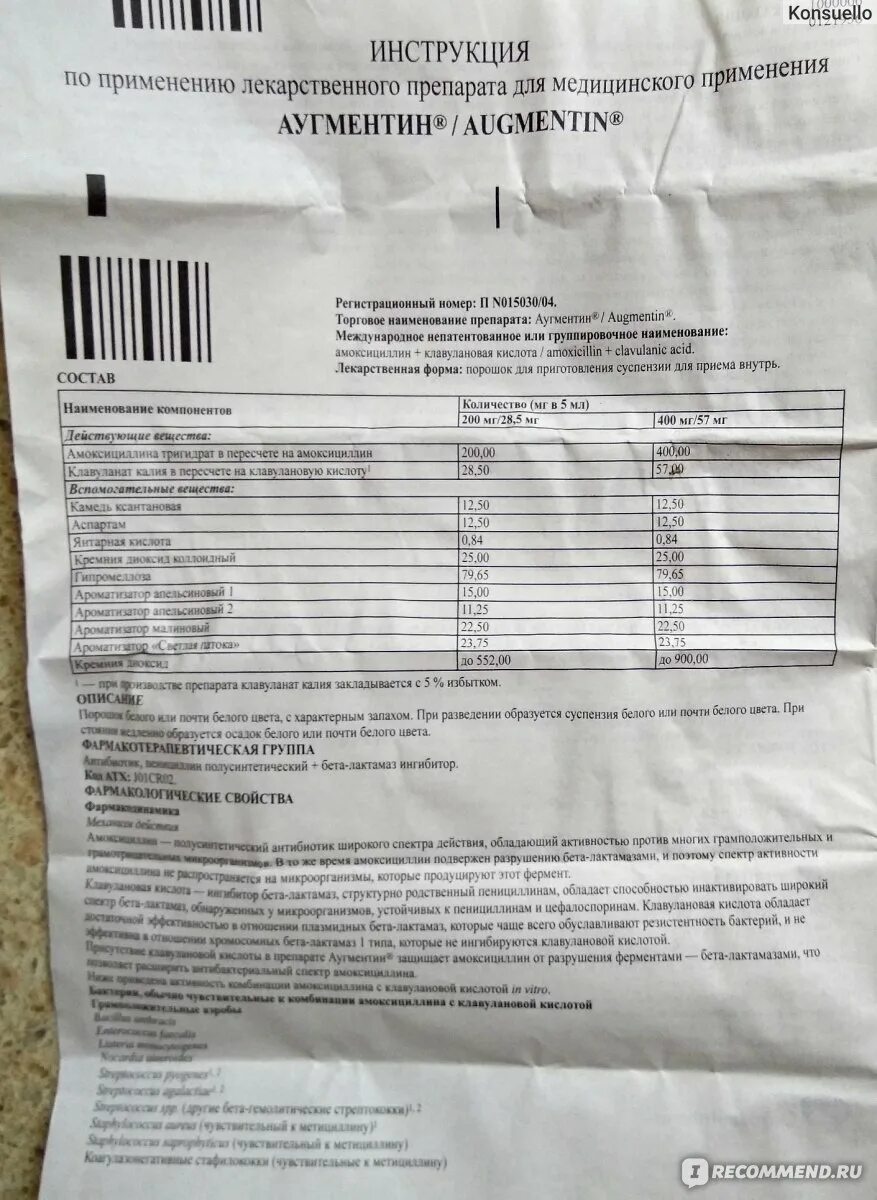 Konsuello
ИНСТРУКЦИЯ
по применению лекарственного препарата для медицинского применения
АУГМЕНТИН® / AUGMENTIN®
Регистрационный номер: П N015030/04.
Торговое наименование препарата: Аугментин® / Augmentin®.
Международное непатентованное или группировочное наименование:
амоксициллин + клавулановая кислота / amoxicillin + clavulanic acid.
Лекарственная форма: порошок для приготовления суспензии для приема внутрь.
СОСТАВ
Наименование компонентов Количество (мг в 5 мл)
200 мг/28,5 мг 400 мг/57 мг
Действующие вещества:
Амоксициллина тригидрат в пересчете на амоксициллин 200,00 400,00
Клавуланат калия в пересчете на клавулановую кислоту¹ 28,50 57,00
Вспомогательные вещества:
Камедь ксантановая 12,50 12,50
Аспартам 12,50 12,50
Янтарная кислота 0,84 0,84
Кремния диоксид коллоидный 25,00 25,00
Гипромеллоза 79,65 79,65
Ароматизатор апельсиновый 1 15,00 15,00
Ароматизатор апельсиновый 2 11,25 11,25
Ароматизатор малиновый 22,50 22,50
Ароматизатор «Светлая патока» 23,75 23,75
Кремния диоксид до 552,00 до 900,00
¹ — при производстве препарата клавуланат калия закладывается с 5 % избытком.
ОПИСАНИЕ
Порошок белого или почти белого цвета, с характерным запахом. При разведении образуется суспензия белого или почти белого цвета. При
стоянии медленно образуется осадок белого или почти белого цвета.
ФАРМАКОТЕРАПЕВТИЧЕСКАЯ ГРУППА
Антибиотик, пенициллин полусинтетический + бета-лактамаз ингибитор.
Код АТХ: J01CR02.
ФАРМАКОЛОГИЧЕСКИЕ СВОЙСТВА
Фармакодинамика
Механизм действия
Амоксициллин — полусинтетический антибиотик широкого спектра действия, обладающий активностью против многих грамположительных и
грамотрицательных микроорганизмов. В то же время амоксициллин подвержен разрушению бета-лактамазами, и поэтому спектр активности
амоксициллина не распространяется на микроорганизмы, которые продуцируют этот фермент.
Клавулановая кислота — ингибитор бета-лактамаз, структурно родственный пенициллинам, обладает способностью инактивировать широкий
спектр бета-лактамаз, обнаруженных у микроорганизмов, устойчивых к пенициллинам и цефалоспоринам. Клавулановая кислота обладает
достаточной эффективностью в отношении плазмидных бета-лактамаз, которые чаще всего обуславливают резистентность бактерий, и не
эффективна в отношении хромосомных бета-лактамаз 1 типа, которые не ингибируются клавулановой кислотой.
Присутствие клавулановой кислоты в препарате Аугментин® защищает амоксициллин от разрушения ферментами — бета-лактамазами, что
позволяет расширить антибактериальный спектр амоксициллина.
Ниже приведена активность комбинации амоксициллина с клавулановой кислотой in vitro.
Бактерии, обычно чувствительные к комбинации амоксициллина с клавулановой кислотой
Грамположительные аэробы
Bacillus anthracis
Enterococcus faecalis
Listeria monocytogenes
Nocardia asteroides
Streptococcus pyogenes¹, ²
Streptococcus agalactiae¹, ²
Streptococcus spp. (другие бета-гемолитические стрептококки)¹, ²
Staphylococcus aureus (чувствительный к метициллину)¹
Staphylococcus saprophyticus (чувствительный к метициллину)
Коагулазонегативные стафилококки (чувствительные к метициллину)
IRECOMMEND.RU